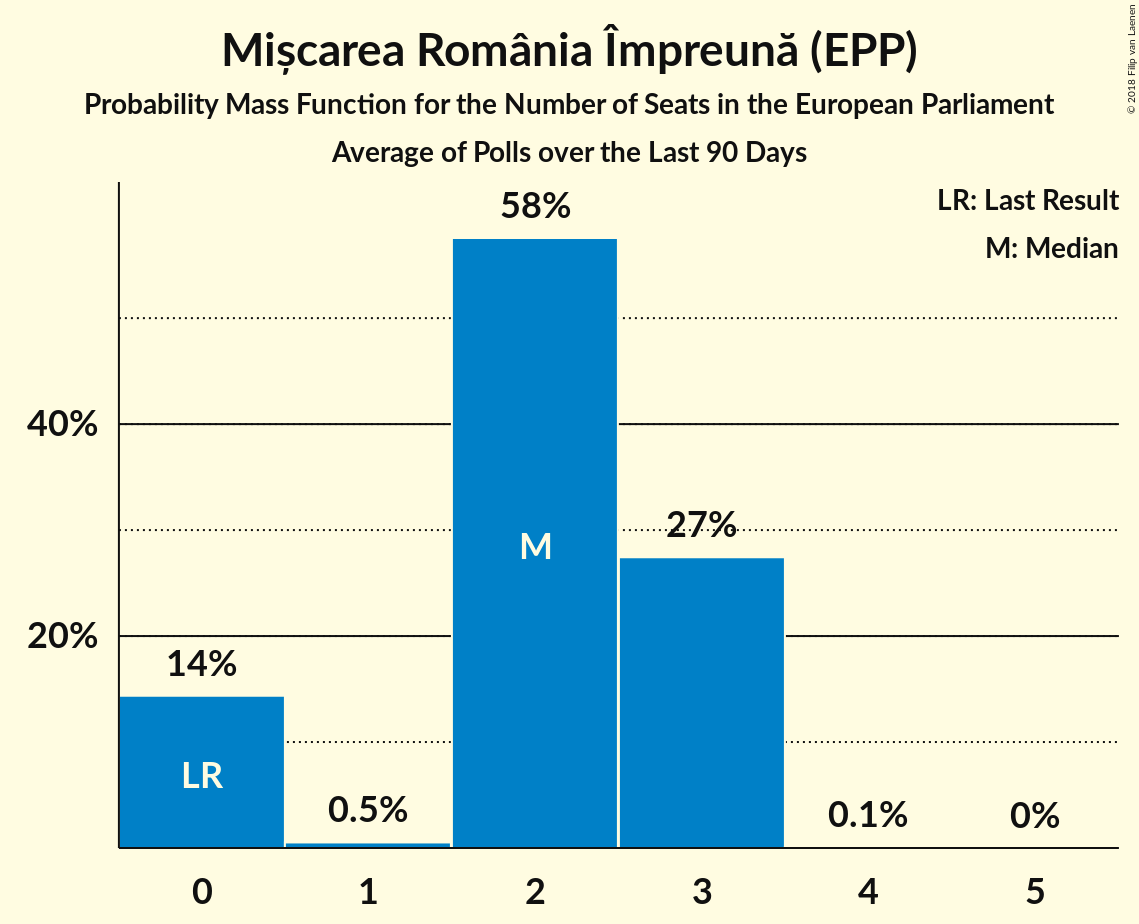 Mișcarea România Împreună (EPP)
Probability Mass Function for the Number of Seats in the European Parliament
Average of Polls over the Last 90 Days
© 2018 Filip van Laenen
LR: Last Result
M: Median
58%
40%
27%
M
20%
14%
LR
0.5%
0.1%
0%
0 1 2 3 4 5